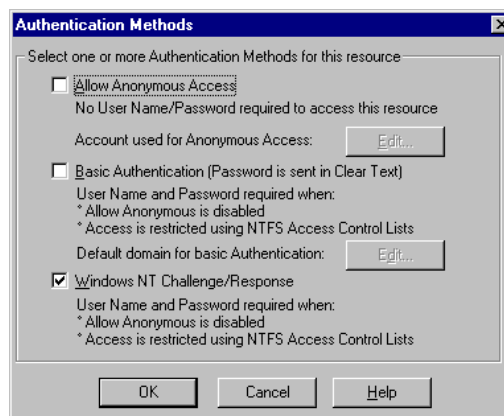 Authentication Methods
Select one or more Authentication Methods for this resource
Allow Anonymous Access
No User Name/Password required to access this resource
Account used for Anonymous Access:
Edit...
Basic Authentication (Password is sent in Clear Text)
User Name and Password required when:
* Allow Anonymous is disabled
* Access is restricted using NTFS Access Control Lists
Default domain for basic Authentication:
Edit...
Windows NT Challenge/Response
User Name and Password required when:
* Allow Anonymous is disabled
* Access is restricted using NTFS Access Control Lists
OK
Cancel
Help